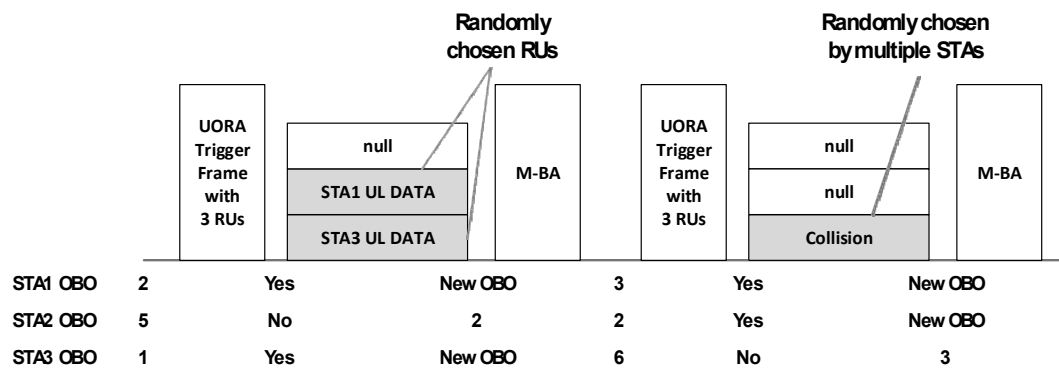 Randomly
chosen RUs
Randomly chosen
by multiple STAs
UORA
Trigger
Frame
with
3 RUs
null
STA1 UL DATA
STA3 UL DATA
M-BA
UORA
Trigger
Frame
with
3 RUs
null
null
Collision
M-BA
STA1 OBO 2 Yes New OBO 3 Yes New OBO
STA2 OBO 5 No 2 2 Yes New OBO
STA3 OBO 1 Yes New OBO 6 No 3